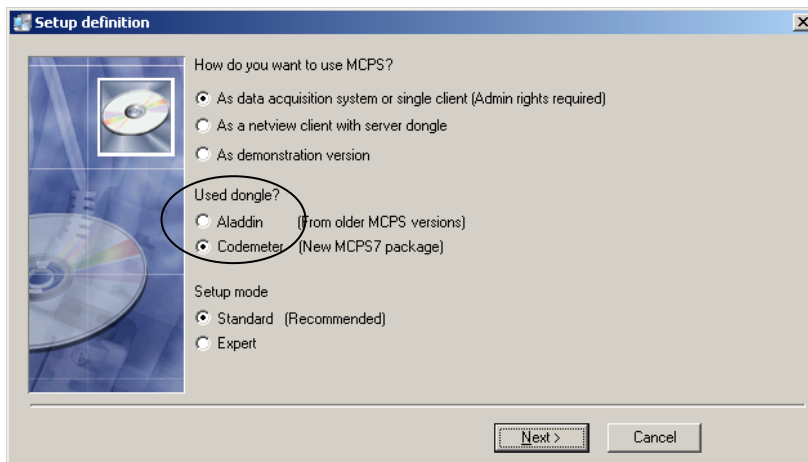 Setup definition
How do you want to use MCPS?
As data acquisition system or single client (Admin rights required)
As a netview client with server dongle
As demonstration version
Used dongle?
Aladdin (From older MCPS versions)
Codemeter (New MCPS7 package)
Setup mode
Standard (Recommended)
Expert
Next >
Cancel